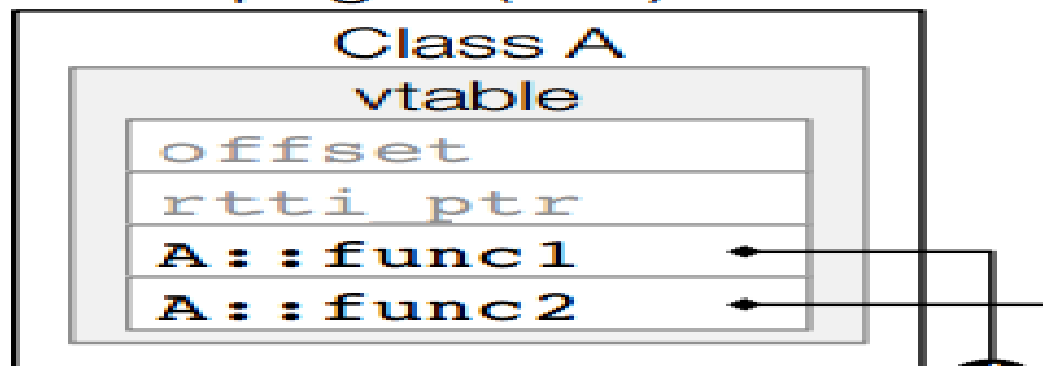 Class A
vtable
offset
rtti_ptr
A::func1
A::func2